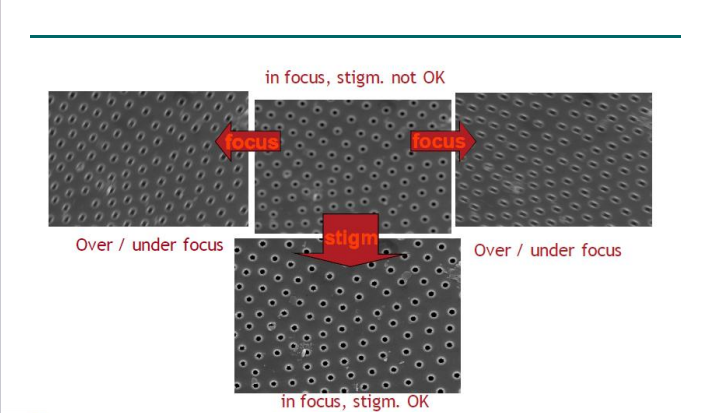 in focus, stigm. not OK
focus
focus
stigm
Over / under focus
Over / under focus
in focus, stigm. OK